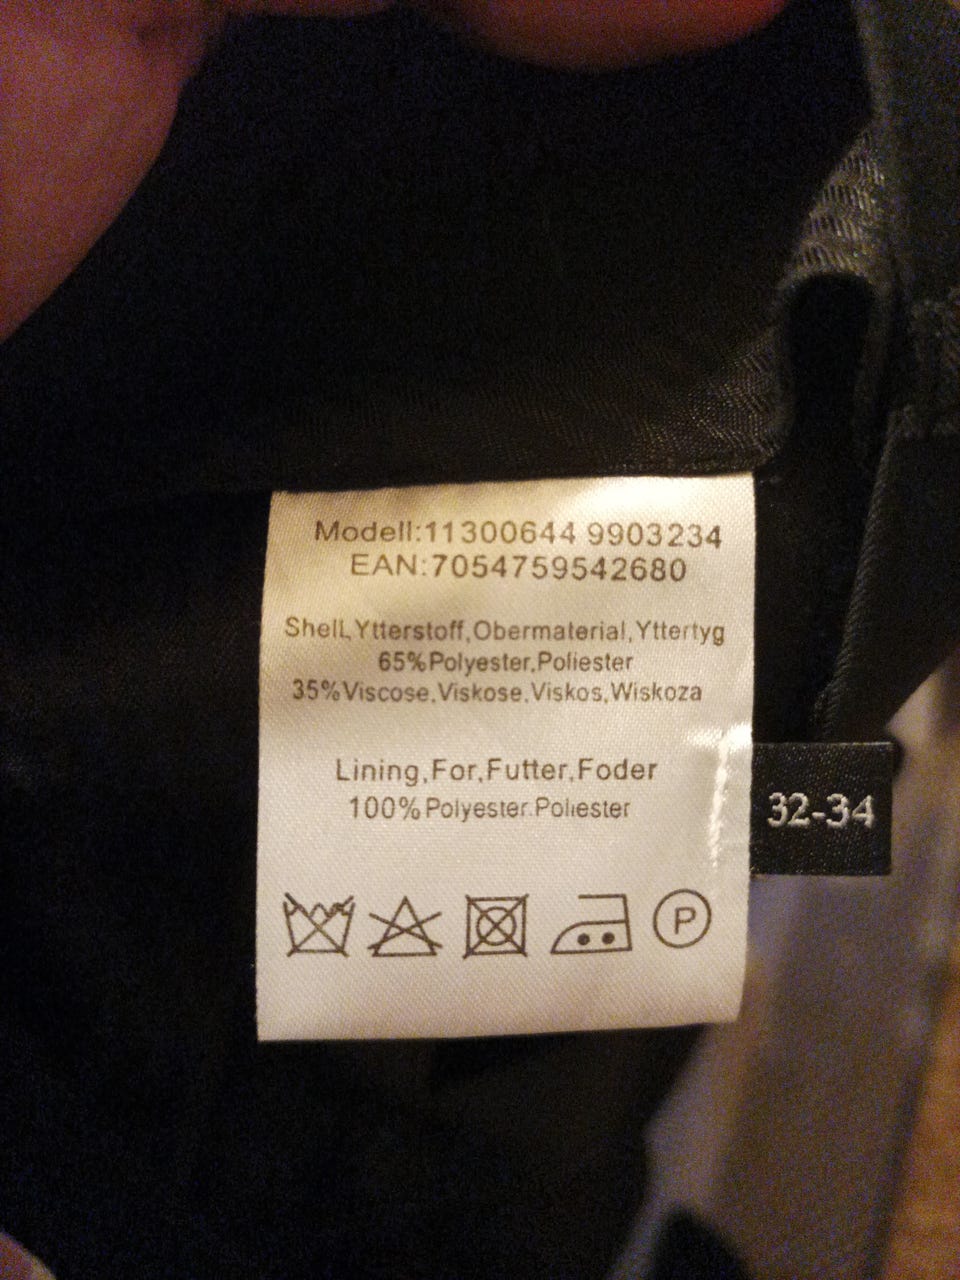 Modell:11300644 9903234
EAN:7054759542680
Shell,Ytterstoff,Obermaterial,Yttertyg
65%Polyester,Poliester
35%Viscose,Viskose,Viskos,Wiskoza
Lining,For,Futter,Foder
100%Polyester.Poliester
32-34
P